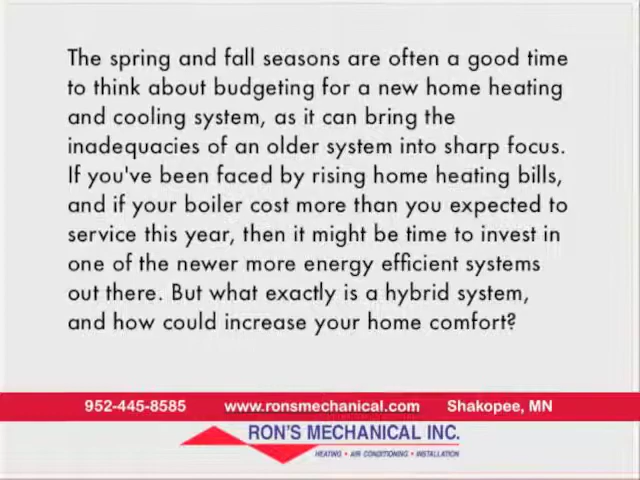 The spring and fall seasons are often a good time
to think about budgeting for a new home heating
and cooling system, as it can bring the
inadequacies of an older system into sharp focus.
If you've been faced by rising home heating bills,
and if your boiler cost more than you expected to
service this year, then it might be time to invest in
one of the newer more energy efficient systems
out there. But what exactly is a hybrid system,
and how could increase your home comfort?
952-445-8585 www.ronsmechanical.com Shakopee, MN
RON'S MECHANICAL INC.
HEATING • AIR CONDITIONING • INSTALLATION